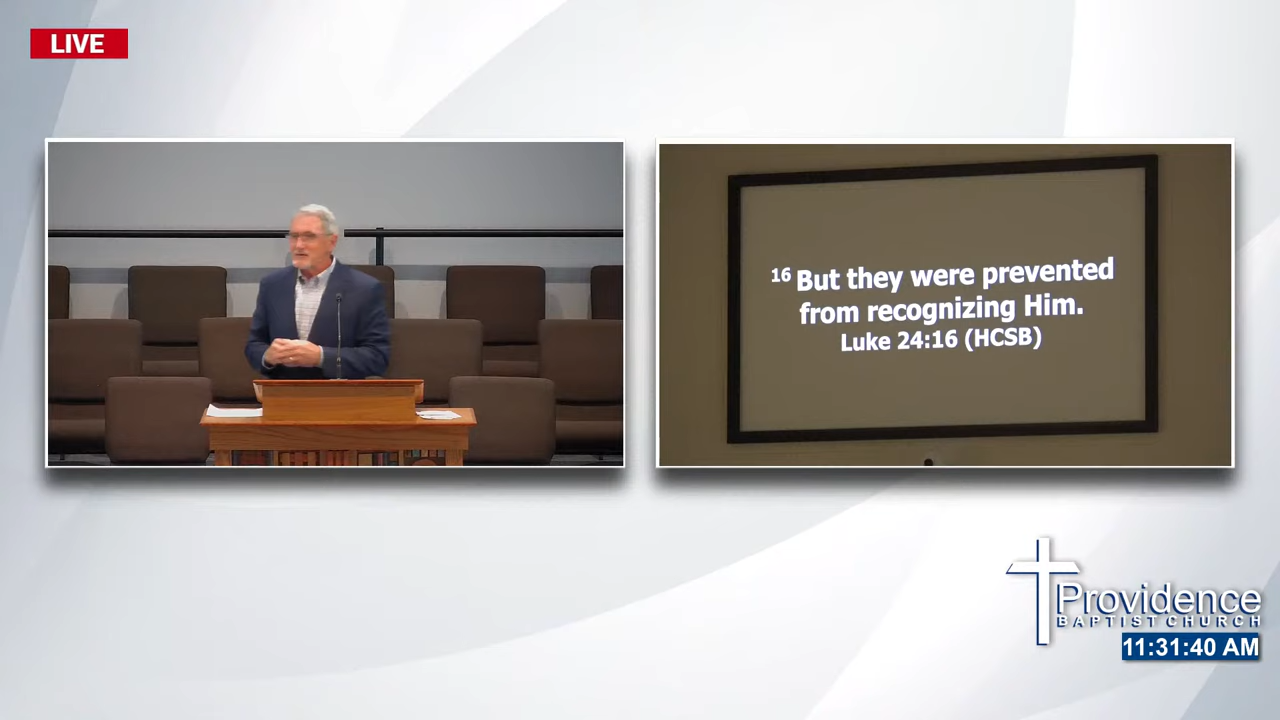 LIVE
16 But they were prevented
from recognizing Him.
Luke 24:16 (HCSB)
Providence
BAPTIST CHURCH
11:31:40 AM